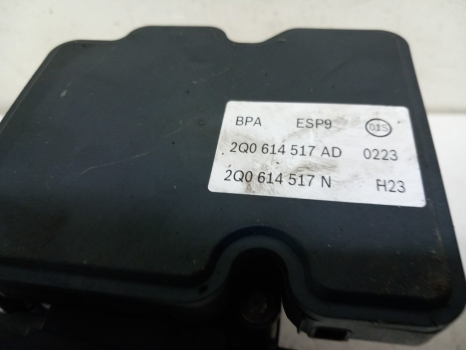 BPA ESP9 01S
2Q0 614 517 AD 0223
2Q0 614 517 N H23